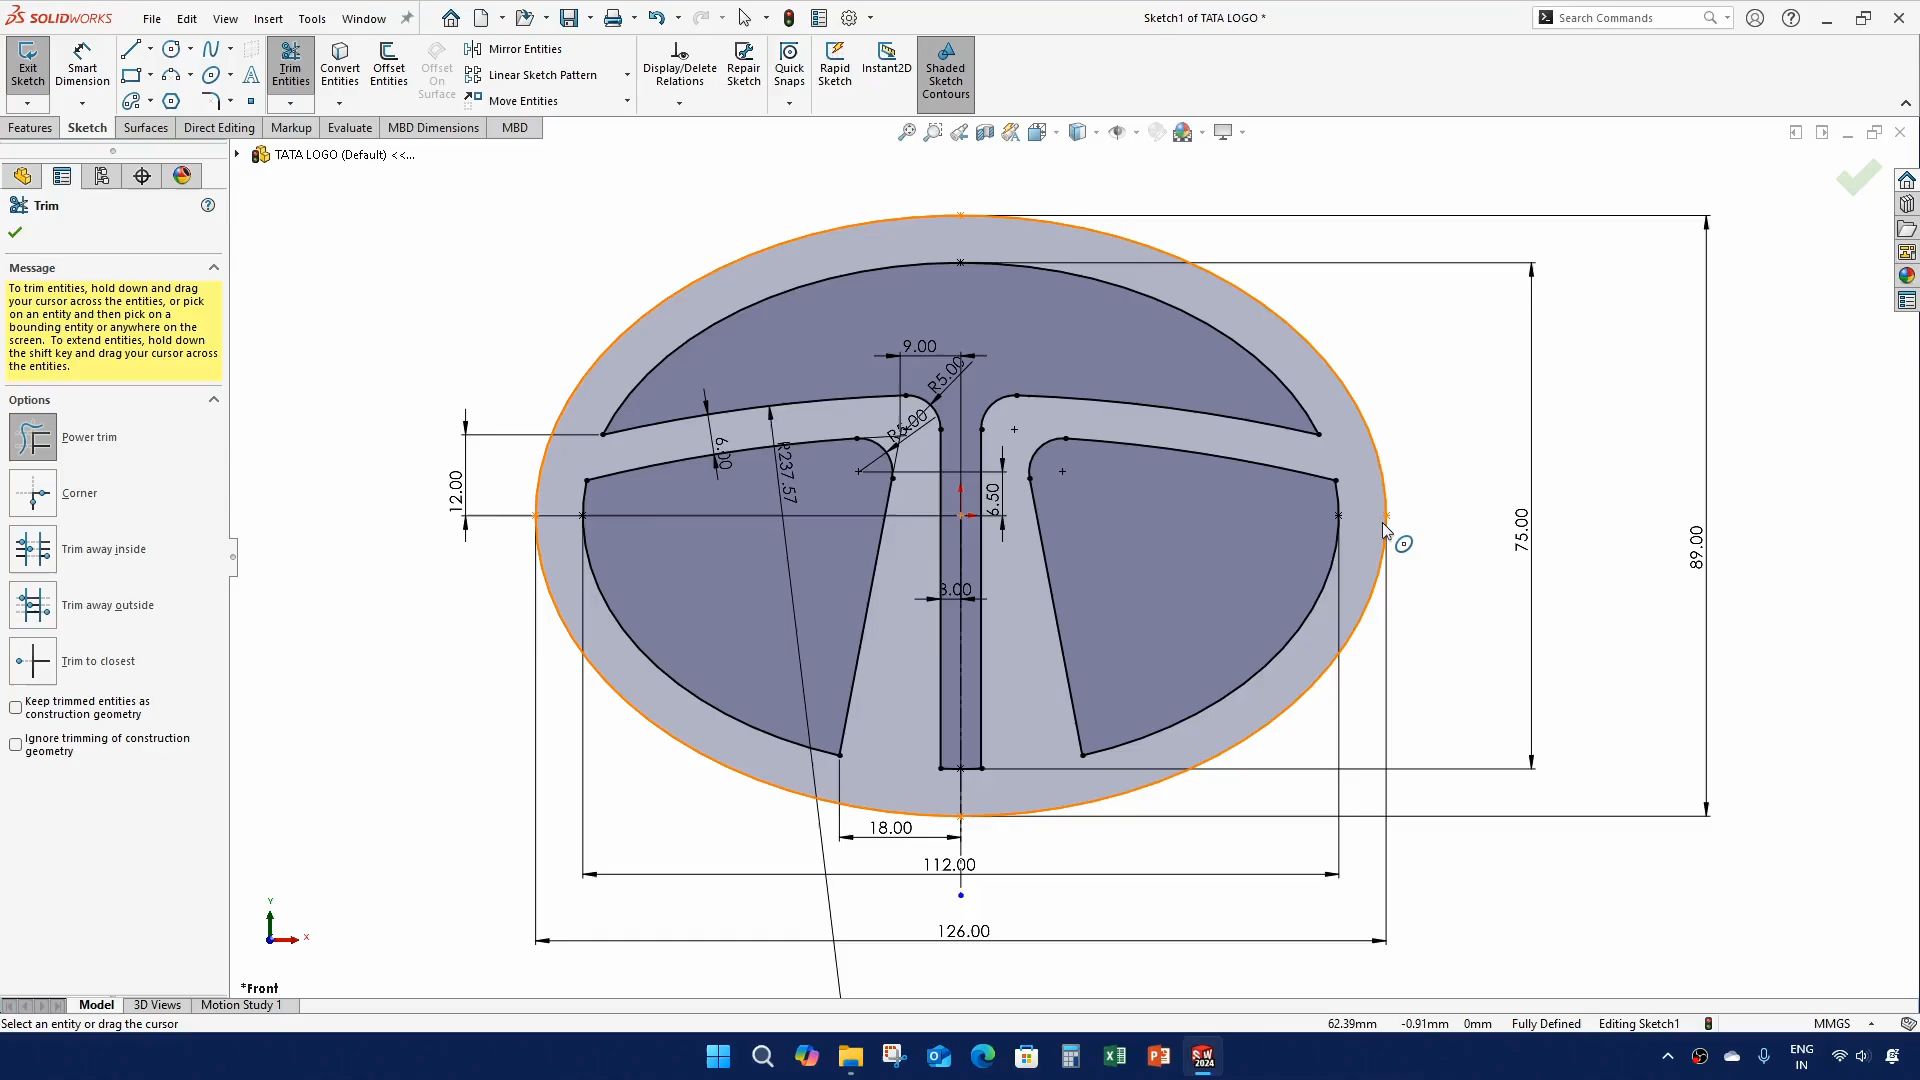 SOLIDWORKS
File
Edit
View
Insert
Tools
Window
Sketch1 of TATA LOGO *
Search Commands
Exit
Sketch
Smart
Dimension
Trim
Entities
Convert
Entities
Offset
Entities
Offset
On
Surface
Mirror Entities
Linear Sketch Pattern
Move Entities
Display/Delete
Relations
Repair
Sketch
Quick
Snaps
Rapid
Sketch
Instant2D
Shaded
Sketch
Contours
Features
Sketch
Surfaces
Direct Editing
Markup
Evaluate
MBD Dimensions
MBD
TATA LOGO (Default) <<...
Trim
Message
To trim entities, hold down and drag
your cursor across the entities, or pick
on an entity and then pick on a
bounding entity or anywhere on the
screen. To extend entities, hold down
the shift key and drag your cursor across
the entities.
Options
Power trim
Corner
Trim away inside
Trim away outside
Trim to closest
Keep trimmed entities as
construction geometry
Ignore trimming of construction
geometry
9.00
R5.00
R5.00
6.00
R237.57
12.00
6.50
3.00
75.00
89.00
18.00
112.00
126.00
Y
X
*Front
Model
3D Views
Motion Study 1
Select an entity or drag the cursor
62.39mm
-0.91mm
0mm
Fully Defined
Editing Sketch1
MMGS
SW
2024
ENG
IN